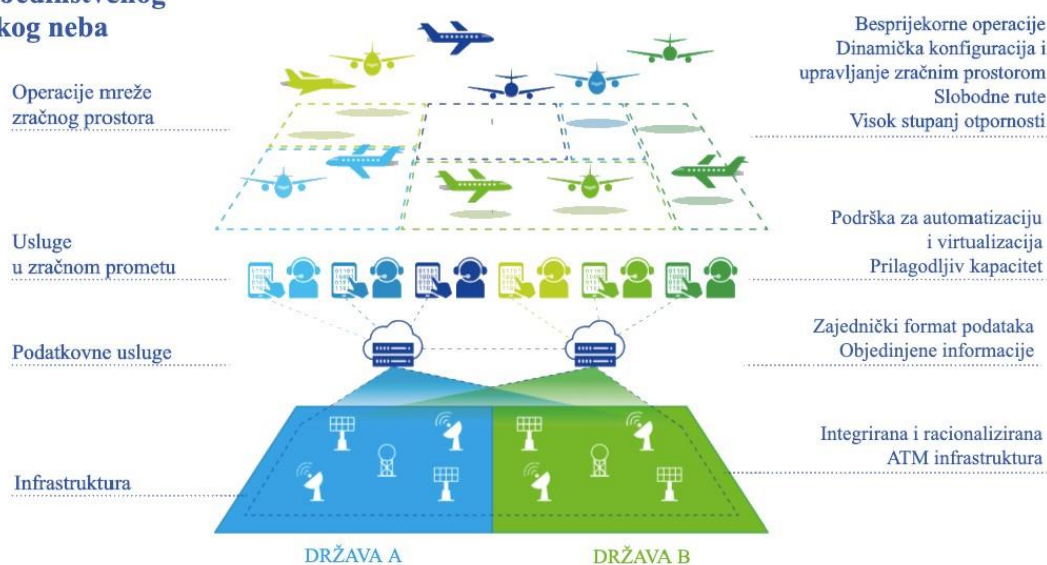 kog neba
Operacije mreže
zračnog prostora
Besprijekorne operacije
Dinamička konfiguracija i
upravljanje zračnim prostorom
Slobodne rute
Visok stupanj otpornosti
Usluge
u zračnom prometu
Podrška za automatizaciju
i virtualizacija
Prilagodljiv kapacitet
Podatkovne usluge
Zajednički format podataka
Objedinjene informacije
Infrastruktura
Integrirana i racionalizirana
ATM infrastruktura
DRŽAVA A
DRŽAVA B